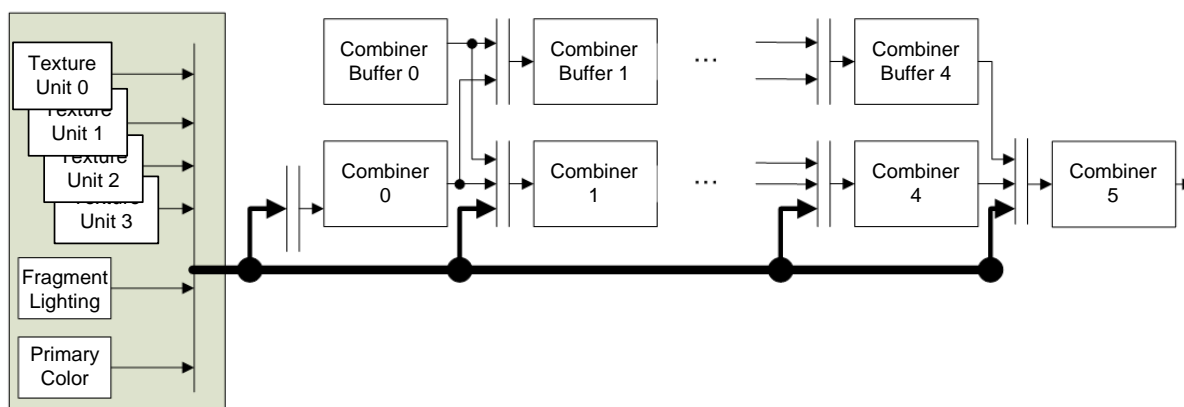 Texture
Unit 0
Texture
Unit 1
Texture
Unit 2
Texture
Unit 3
Fragment
Lighting
Primary
Color
Combiner
Buffer 0
Combiner
Buffer 1
...
Combiner
Buffer 4
Combiner
0
Combiner
1
...
Combiner
4
Combiner
5